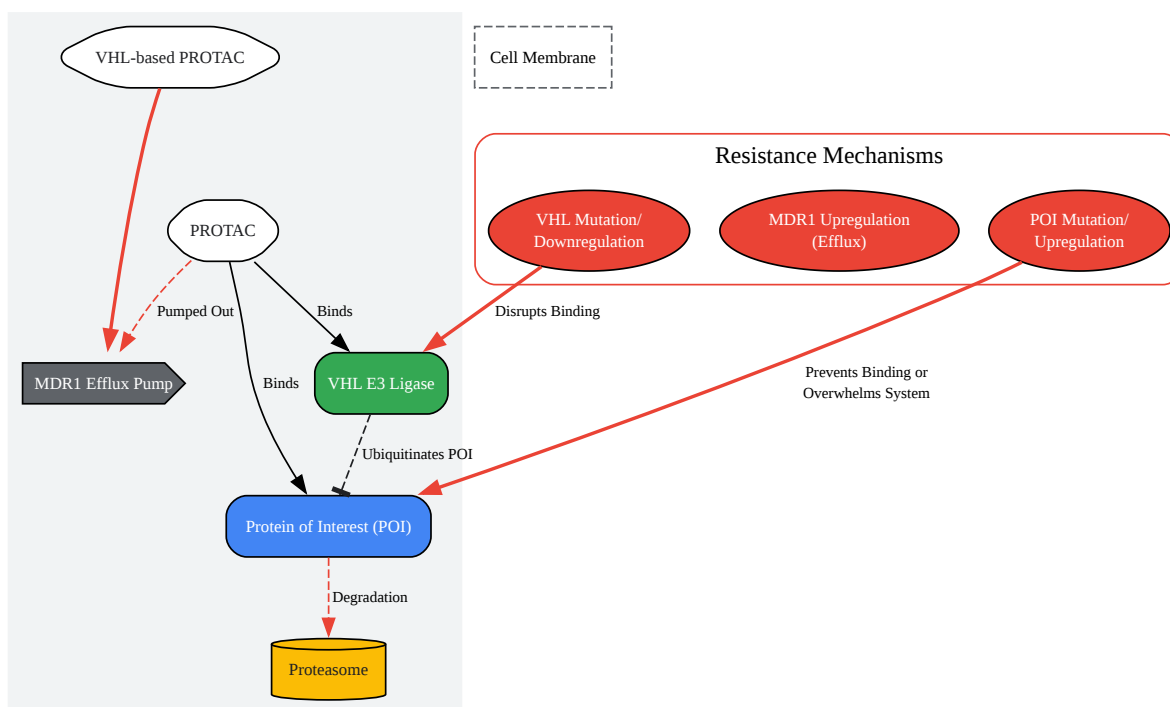 VHL-based PROTAC
Cell Membrane
Resistance Mechanisms
VHL Mutation/
Downregulation
MDR1 Upregulation
(Efflux)
POI Mutation/
Upregulation
PROTAC
Pumped Out
Binds
Disrupts Binding
MDR1 Efflux Pump
VHL E3 Ligase
Binds
Prevents Binding or
Overwhelms System
Ubiquitinates POI
Protein of Interest (POI)
Degradation
Proteasome